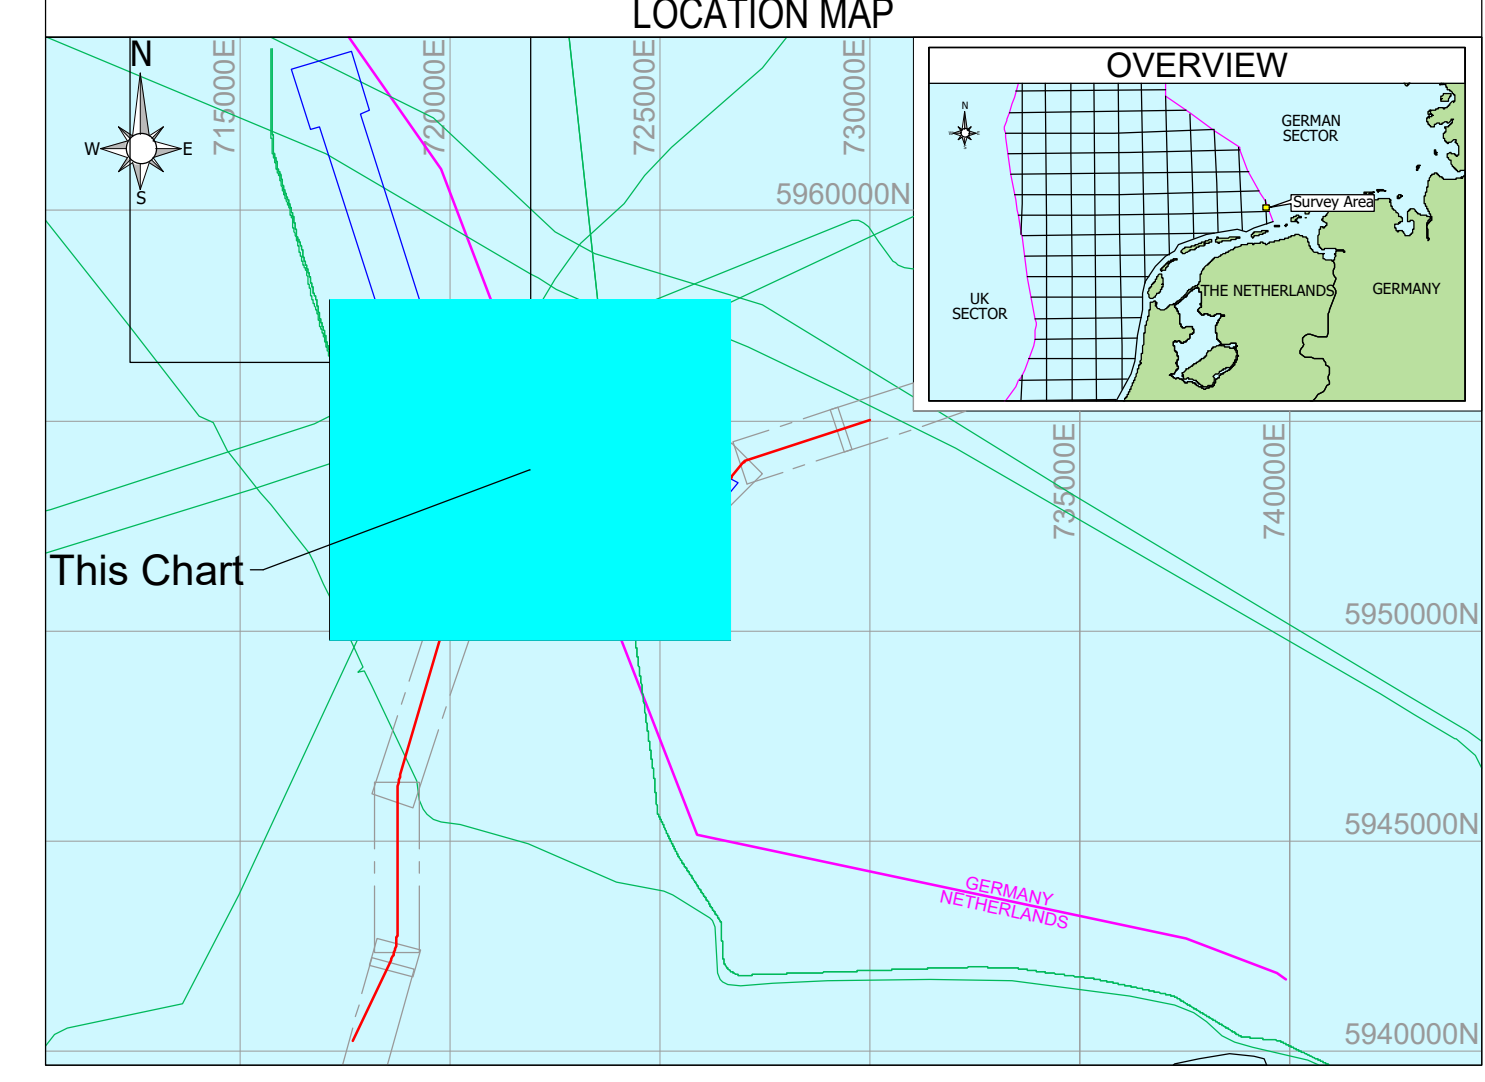 LOCATION MAP
N
W
E
S
715000E
720000E
725000E
730000E
5960000N
OVERVIEW
N
GERMAN
SECTOR
Survey Area
UK
SECTOR
THE NETHERLANDS
GERMANY
735000E
740000E
This Chart
5950000N
5945000N
GERMANY
NETHERLANDS
5940000N